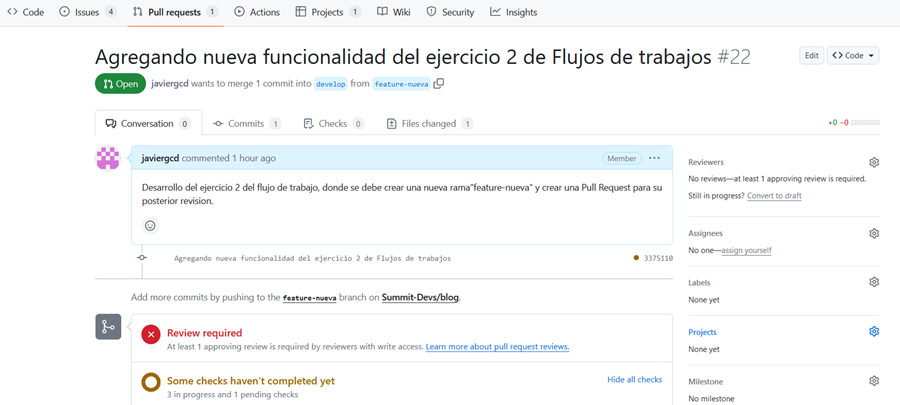 Code Issues 4 Pull requests 1 Actions Projects 1 Wiki Security Insights
Agregando nueva funcionalidad del ejercicio 2 de Flujos de trabajos #22
Edit Code
Open javiergcd wants to merge 1 commit into develop from feature-nueva
Conversation 0 Commits 1 Checks 0 Files changed 1
+0 −0
javiergcd commented 1 hour ago Member
Desarrollo del ejercicio 2 del flujo de trabajo, donde se debe crear una nueva rama"feature-nueva" y crear una Pull Request para su
posterior revision.
Agregando nueva funcionalidad del ejercicio 2 de Flujos de trabajos 3375110
Add more commits by pushing to the feature-nueva branch on Summit-Devs/blog.
Review required
At least 1 approving review is required by reviewers with write access. Learn more about pull request reviews.
Some checks haven't completed yet Hide all checks
3 in progress and 1 pending checks
Reviewers
No reviews—at least 1 approving review is required.
Still in progress? Convert to draft
Assignees
No one—assign yourself
Labels
None yet
Projects
None yet
Milestone
No milestone